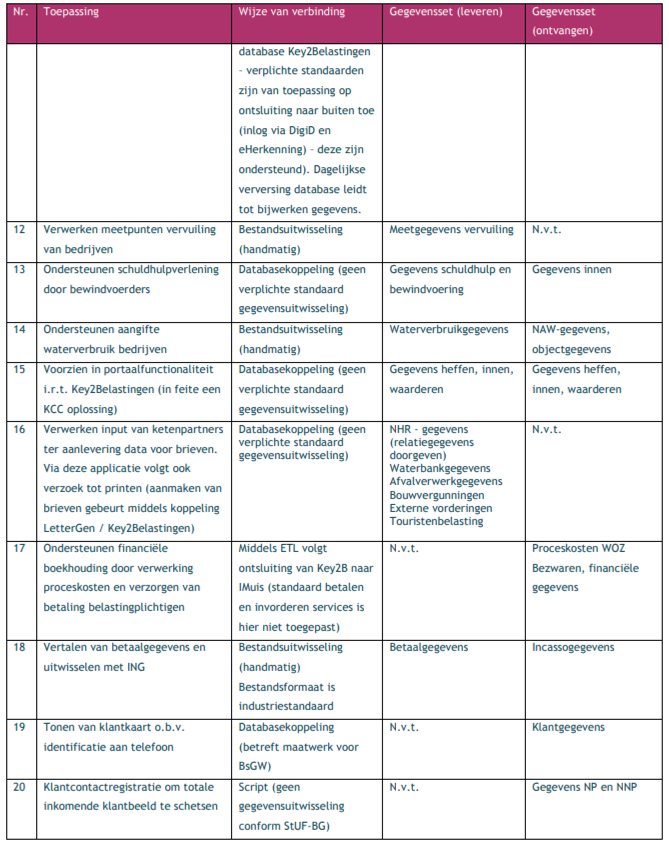 Nr. Toepassing Wijze van verbinding Gegevensset (leveren) Gegevensset
(ontvangen)
database Key2Belastingen
– verplichte standaarden
zijn van toepassing op
ontsluiting naar buiten toe
(inlog via DigiD en
eHerkenning) – deze zijn
ondersteund). Dagelijkse
verversing database leidt
tot bijwerken gegevens.
12 Verwerken meetpunten vervuiling Bestandsuitwisseling Meetgegevens vervuiling N.v.t.
van bedrijven (handmatig)
13 Ondersteunen schuldhulpverlening Databasekoppeling (geen Gegevens schuldhulp en Gegevens innen
door bewindvoerders verplichte standaard bewindvoering
gegevensuitwisseling)
14 Ondersteunen aangifte Bestandsuitwisseling Waterverbruikgegevens NAW-gegevens,
waterverbruik bedrijven (handmatig) objectgegevens
15 Voorzien in portaalfunctionaliteit Databasekoppeling (geen Gegevens heffen, innen, Gegevens heffen,
i.r.t. Key2Belastingen (in feite een verplichte standaard waarderen innen, waarderen
KCC oplossing) gegevensuitwisseling)
16 Verwerken input van ketenpartners Databasekoppeling (geen NHR - gegevens N.v.t.
ter aanlevering data voor brieven. verplichte standaard (relatiegegevens
Via deze applicatie volgt ook gegevensuitwisseling) doorgeven)
verzoek tot printen (aanmaken van Waterbankgegevens
brieven gebeurt middels koppeling Afvalverwerkgegevens
LetterGen / Key2Belastingen) Bouwvergunningen
Externe vorderingen
Touristenbelasting
17 Ondersteunen financiële Middels ETL volgt N.v.t. Proceskosten WOZ
boekhouding door verwerking ontsluiting van Key2B naar Bezwaren, financiële
proceskosten en verzorgen van IMuis (standaard betalen gegevens
betaling belastingplichtigen en invorderen services is
hier niet toegepast)
18 Vertalen van betaalgegevens en Bestandsuitwisseling Betaalgegevens Incassogegevens
uitwisselen met ING (handmatig)
Bestandsformaat is
industriestandaard
19 Tonen van klantkaart o.b.v. Databasekoppeling N.v.t. Klantgegevens
identificatie aan telefoon (betreft maatwerk voor
BsGW)
20 Klantcontactregistratie om totale Script (geen N.v.t. Gegevens NP en NNP
inkomende klantbeeld te schetsen gegevensuitwisseling
conform StUF-BG)